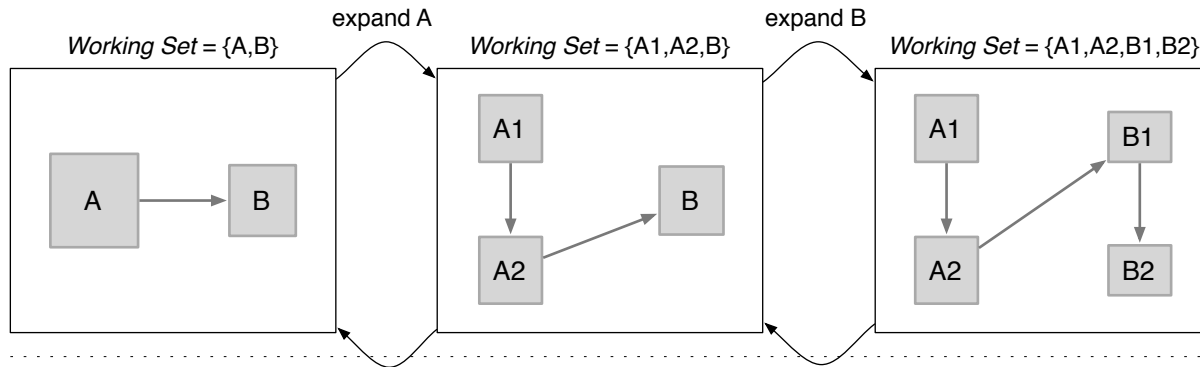 expand A
expand B
Working Set = {A,B}
Working Set = {A1,A2,B}
Working Set = {A1,A2,B1,B2}
A
B
A1
A2
B
A1
A2
B1
B2